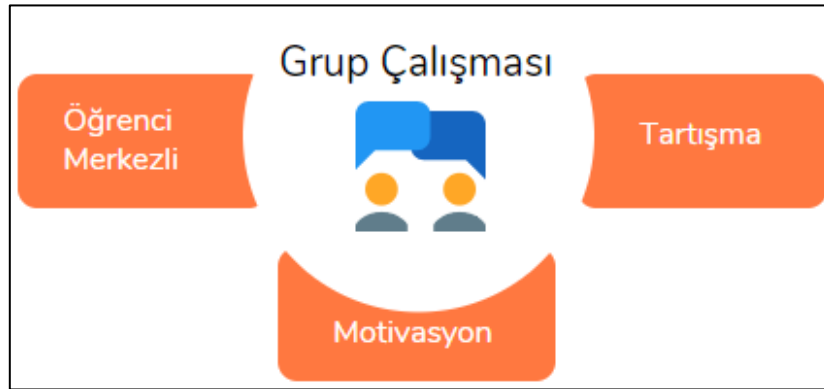 Grup Çalışması
Öğrenci
Merkezli
Tartışma
Motivasyon